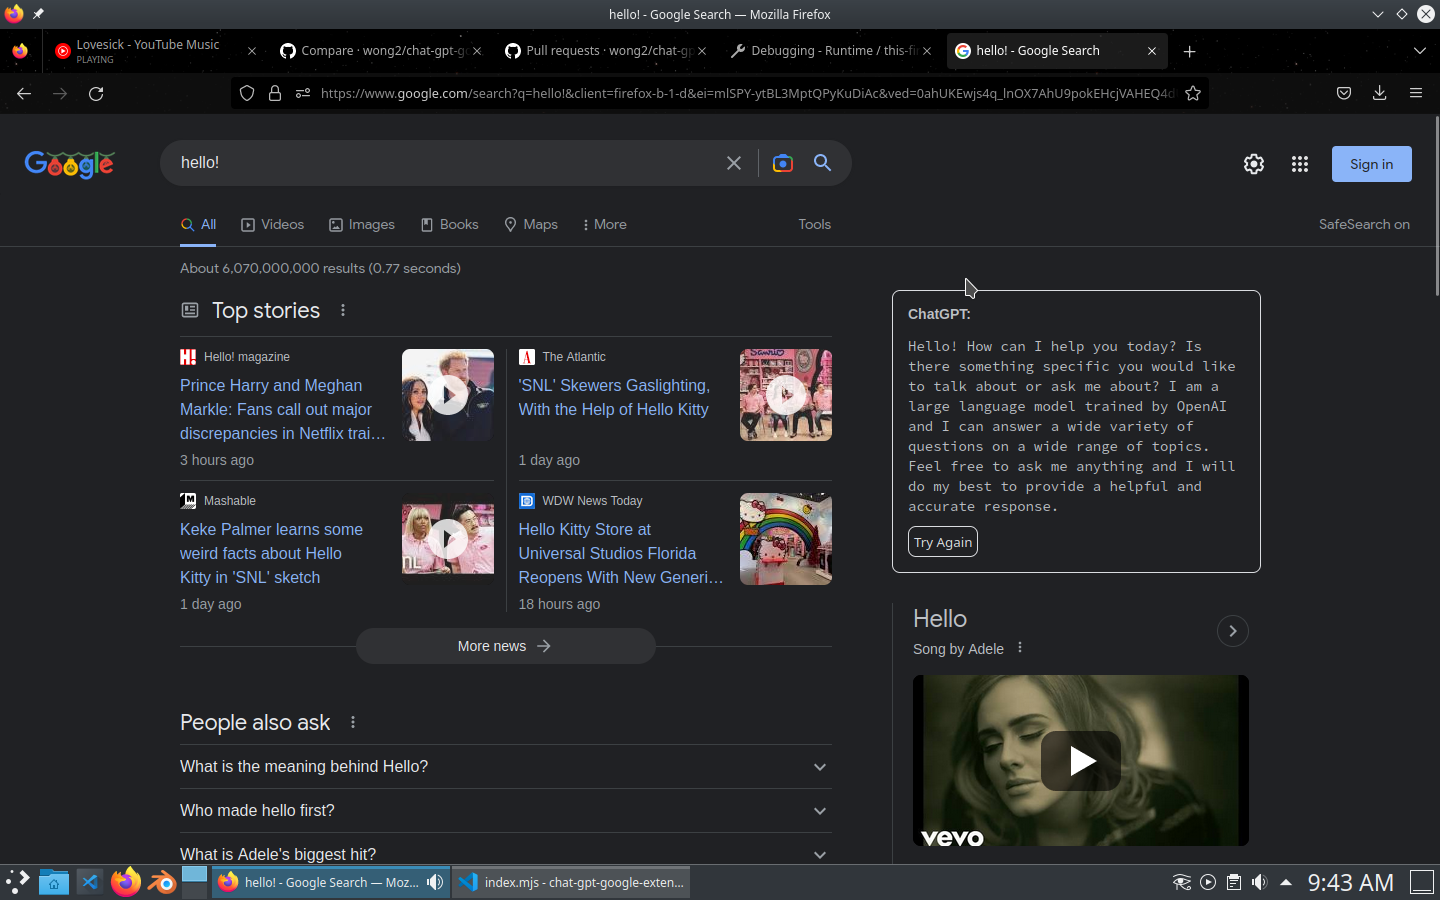 hello! - Google Search — Mozilla Firefox
Lovesick - YouTube Music
PLAYING
Compare · wong2/chat-gpt-go
Pull requests · wong2/chat-gp
Debugging - Runtime / this-fi
hello! - Google Search
https://www.google.com/search?q=hello!&client=firefox-b-1-d&ei=mlSPY-ytBL3MptQPyKuDiAc&ved=0ahUKEwjs4q_lnOX7AhU9pokEHcjVAHEQ4d
Google
hello!
Sign in
All
Videos
Images
Books
Maps
More
Tools
SafeSearch on
About 6,070,000,000 results (0.77 seconds)
Top stories
H!
Hello! magazine
Prince Harry and Meghan
Markle: Fans call out major
discrepancies in Netflix trai...
3 hours ago
A
The Atlantic
'SNL' Skewers Gaslighting,
With the Help of Hello Kitty
1 day ago
M
Mashable
Keke Palmer learns some
weird facts about Hello
Kitty in 'SNL' sketch
1 day ago
NL
WDW News Today
Hello Kitty Store at
Universal Studios Florida
Reopens With New Generi...
18 hours ago
More news
People also ask
What is the meaning behind Hello?
Who made hello first?
What is Adele's biggest hit?
ChatGPT:
Hello! How can I help you today? Is
there something specific you would like
to talk about or ask me about? I am a
large language model trained by OpenAI
and I can answer a wide variety of
questions on a wide range of topics.
Feel free to ask me anything and I will
do my best to provide a helpful and
accurate response.
Try Again
Hello
Song by Adele
vevo
hello! - Google Search — Moz...
index.mjs - chat-gpt-google-exten...
9:43 AM